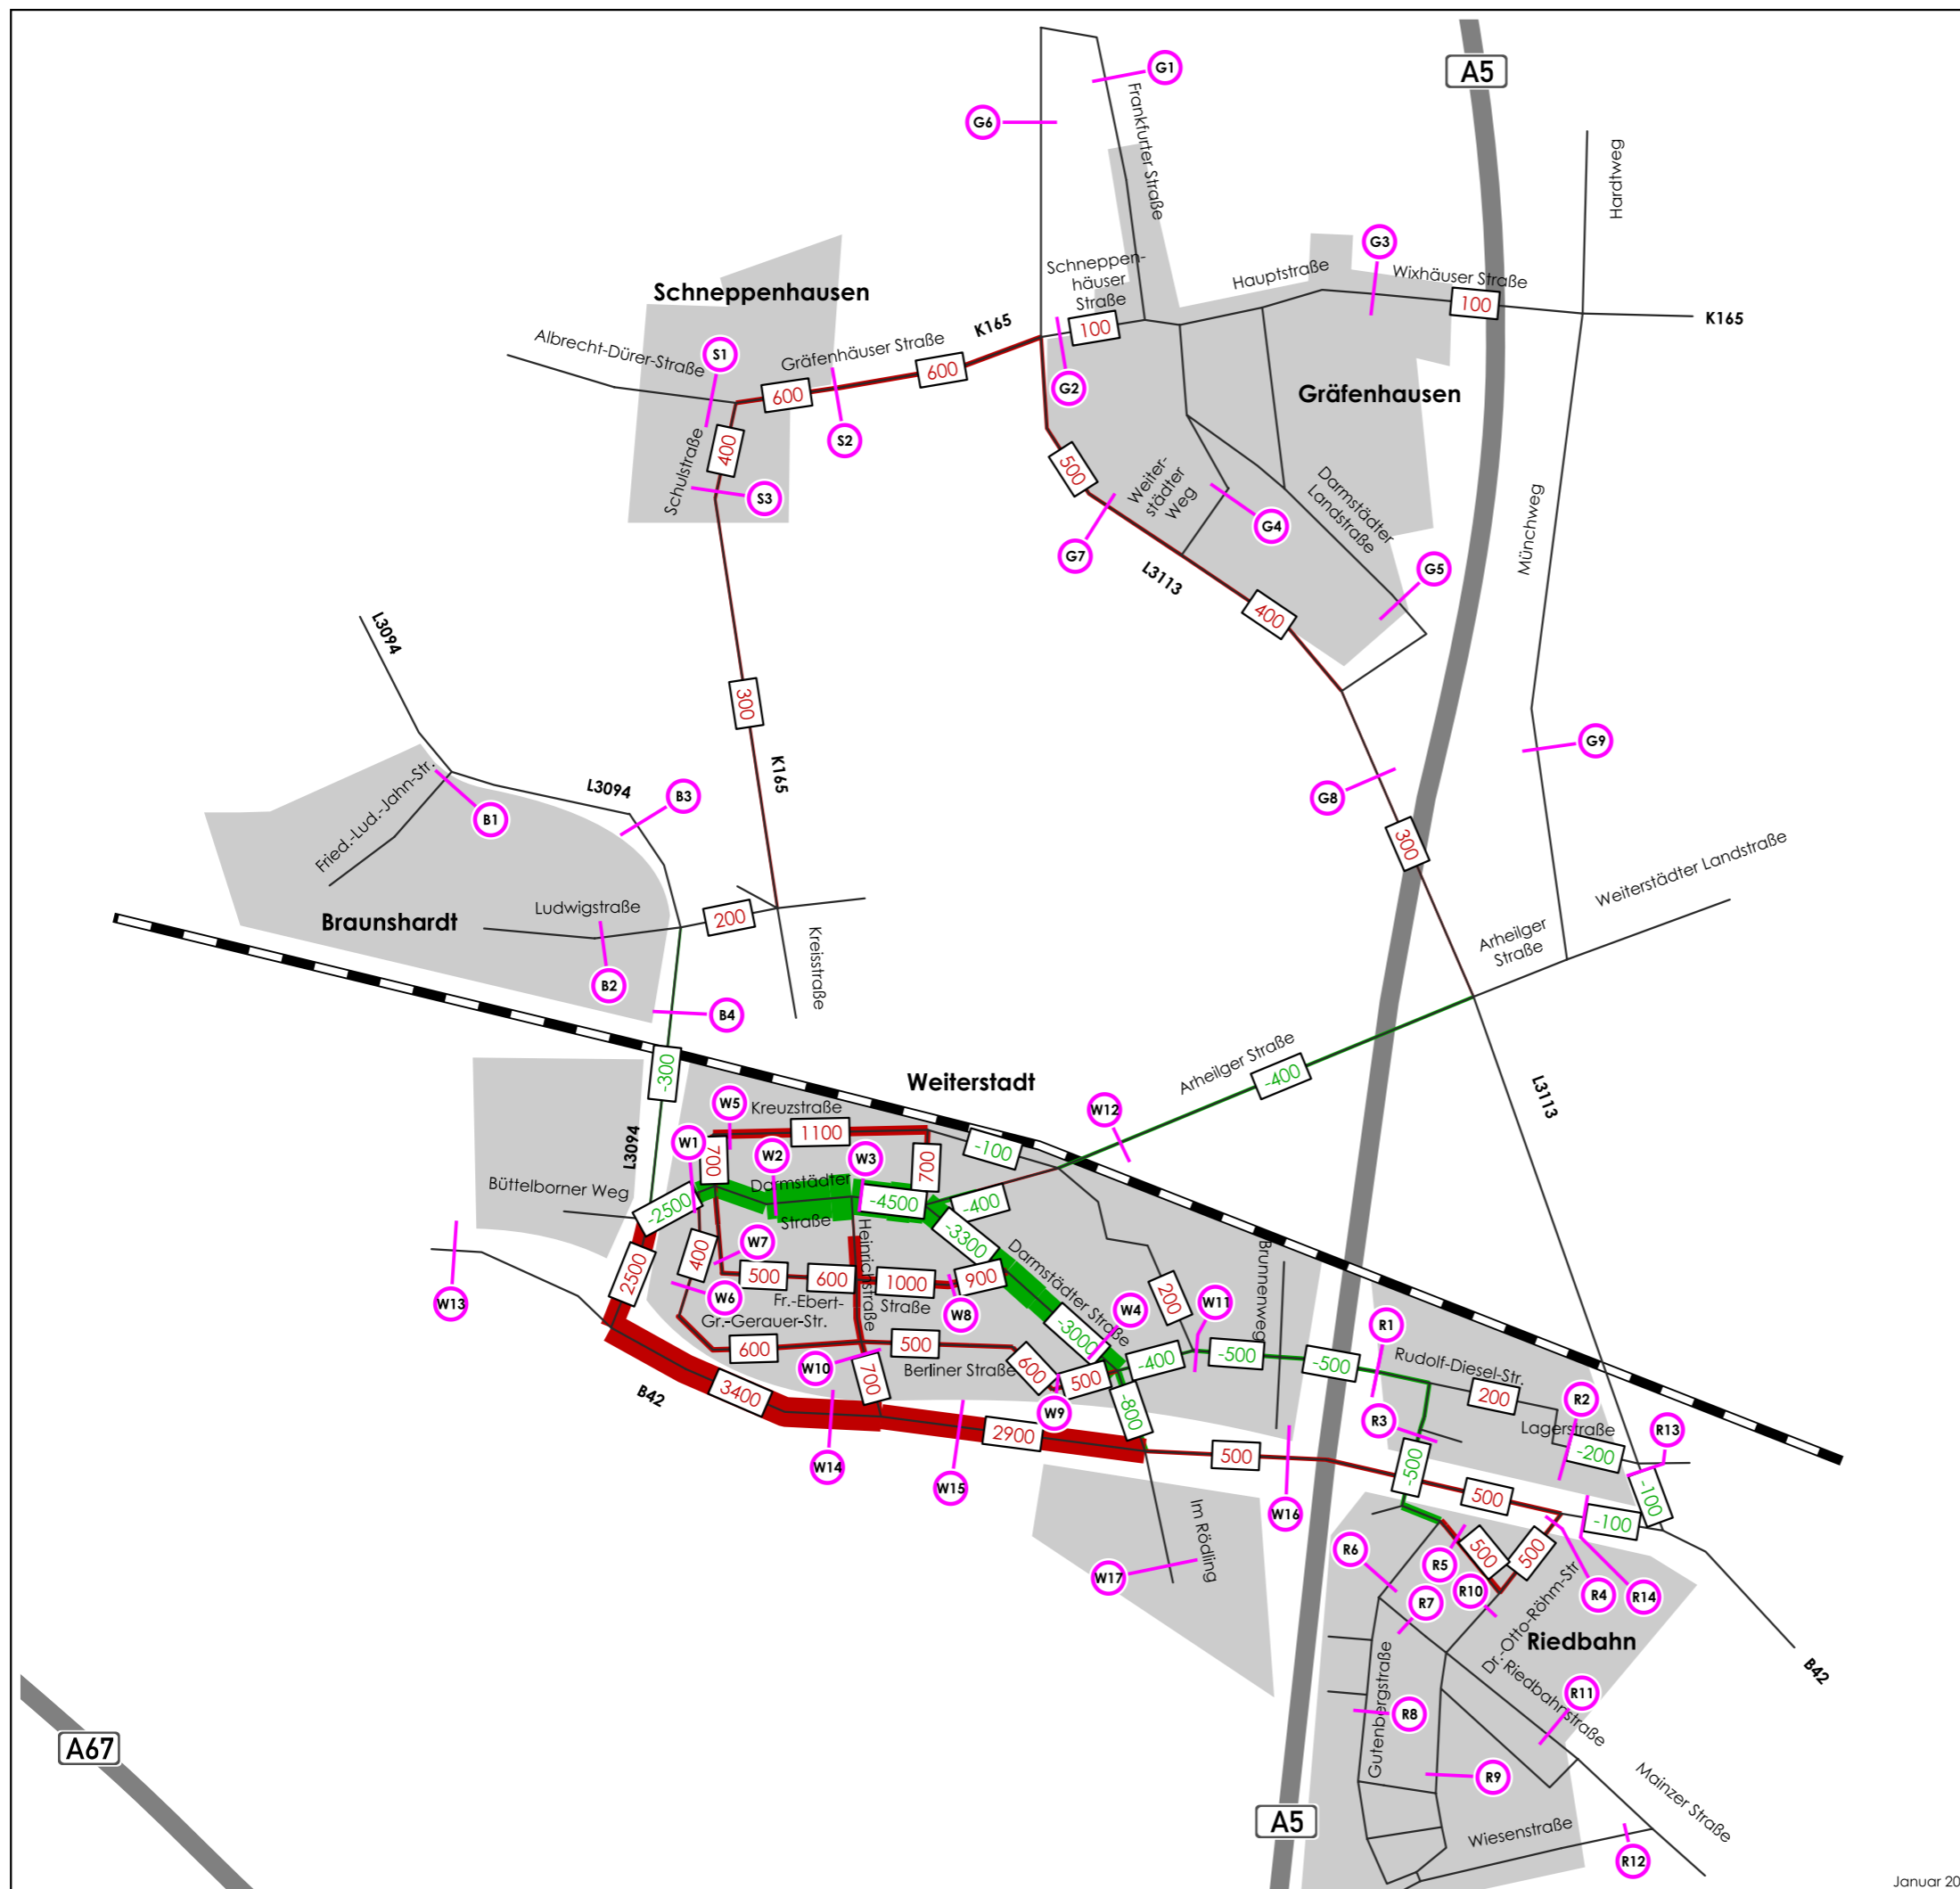 A5
G1
G6
Frankfurter Straße
Hardtweg
G3
Schneppen-
häuser
Straße
Hauptstraße
Wixhäuser Straße
100
K165
Schneppenhausen
K165
100
Albrecht-Dürer-Straße
S1
Gräfenhäuser Straße
600
600
G2
Gräfenhausen
400
S2
Schulstraße
S3
500
Weiter-
städter
Weg
G4
Darmstädter
Landstraße
G7
L3113
G5
400
Münchweg
L3094
300
K165
G9
G8
300
L3094
B3
B1
Fried.-Lud.-Jahn-Str.
Weiterstädter Landstraße
Braunshardt
Ludwigstraße
200
Kreisstraße
Arheilger
Straße
B2
B4
-300
Weiterstadt
Arheilger Straße
-400
L3113
W5
Kreuzstraße
W12
1100
-100
L3094
W1
700
W2
W3
700
Büttelborner Weg
Darmstädter
-4500
-400
-2500
Straße
Heinrichstraße
-3300
Darmstädter Straße
Brunnenweg
2500
400
W7
500
600
1000
900
200
W11
W13
W6
Fr.-Ebert-
Straße
W8
W4
R1
Gr.-Gerauer-Str.
-3000
600
500
-400
-500
-500
Rudolf-Diesel-Str.
W10
700
Berliner Straße
600
500
200
R2
B42
3400
W9
-800
R3
Lagerstraße
R13
2900
500
-500
-200
W14
W15
W16
500
-100
-100
Im Rödling
R6
R5
500
500
W17
R10
R4
R14
R7
Dr.-Otto-Röhm-Str.
Riedbahn
B42
Gutenbergstraße
R8
Riedbahnstraße
R11
A67
R9
Mainzer Straße
A5
Wiesenstraße
R12
Januar 20